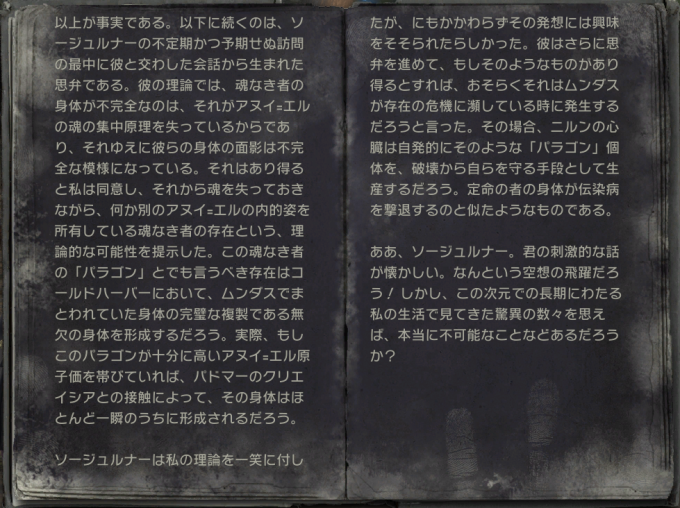 以上が事実である。以下に続くのは、ソ
ージュルナーの不定期かつ予期せぬ訪問
の最中に彼と交わした会話から生まれた
思弁である。彼の理論では、魂なき者の
身体が不完全なのは、それがアヌイ=エル
の魂の集中原理を失っているからであ
り、それゆえに彼らの身体の面影は不完
全な模様になっている。それはあり得る
と私は同意し、それから魂を失っておき
ながら、何か別のアヌイ=エルの内的姿を
所有している魂なき者の存在という、理
論的な可能性を提示した。この魂なき者
の「パラゴン」とでも言うべき存在はコ
ールドハーバーにおいて、ムンダスでま
とわれていた身体の完璧な複製である無
欠の身体を形成するだろう。実際、もし
このパラゴンが十分に高いアヌイ=エル原
子価を帯びていれば、パドマーのクリエ
イシアとの接触によって、その身体はほ
とんど一瞬のうちに形成されるだろう。
ソージュルナーは私の理論を一笑に付し
たが、にもかかわらずその発想には興味
をそそられたらしかった。彼はさらに思
弁を進めて、もしそのようなものがあり
得るとすれば、おそらくそれはムンダス
が存在の危機に瀕している時に発生する
だろうと言った。その場合、ニルンの心
臓は自発的にそのような「パラゴン」個
体を、破壊から自らを守る手段として生
産するだろう。定命の者の身体が伝染病
を撃退するのと似たようなものである。
ああ、ソージュルナー。君の刺激的な話
が懐かしい。なんという空想の飛躍だろ
う！しかし、この次元での長期にわたる
私の生活で見てきた驚異の数々を思え
ば、本当に不可能なことなどあるだろう
か？